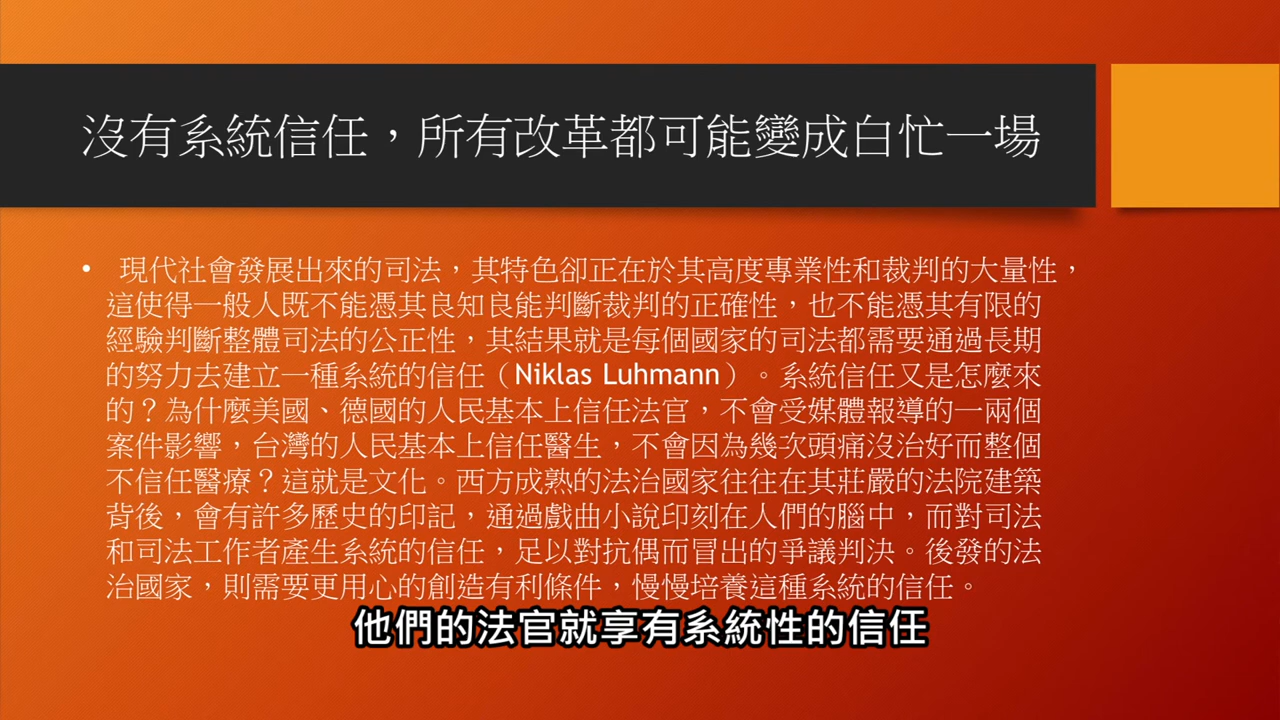 沒有系統信任，所有改革都可能變成白忙一場
• 現代社會發展出來的司法，其特色卻正在於其高度專業性和裁判的大量性，
這使得一般人既不能憑其良知良能判斷裁判的正確性，也不能憑其有限的
經驗判斷整體司法的公正性，其結果就是每個國家的司法都需要通過長期
的努力去建立一種系統的信任（Niklas Luhmann）。系統信任又是怎麼來
的？為什麼美國、德國的人民基本上信任法官，不會受媒體報導的一兩個
案件影響，台灣的人民基本上信任醫生，不會因為幾次頭痛沒治好而整個
不信任醫療？這就是文化。西方成熟的法治國家往往在其莊嚴的法院建築
背後，會有許多歷史的印記，通過戲曲小說印刻在人們的腦中，而對司法
和司法工作者產生系統的信任，足以對抗偶而冒出的爭議判決。後發的法
治國家，則需要更用心的創造有利條件，慢慢培養這種系統的信任。
他們的法官就享有系統性的信任